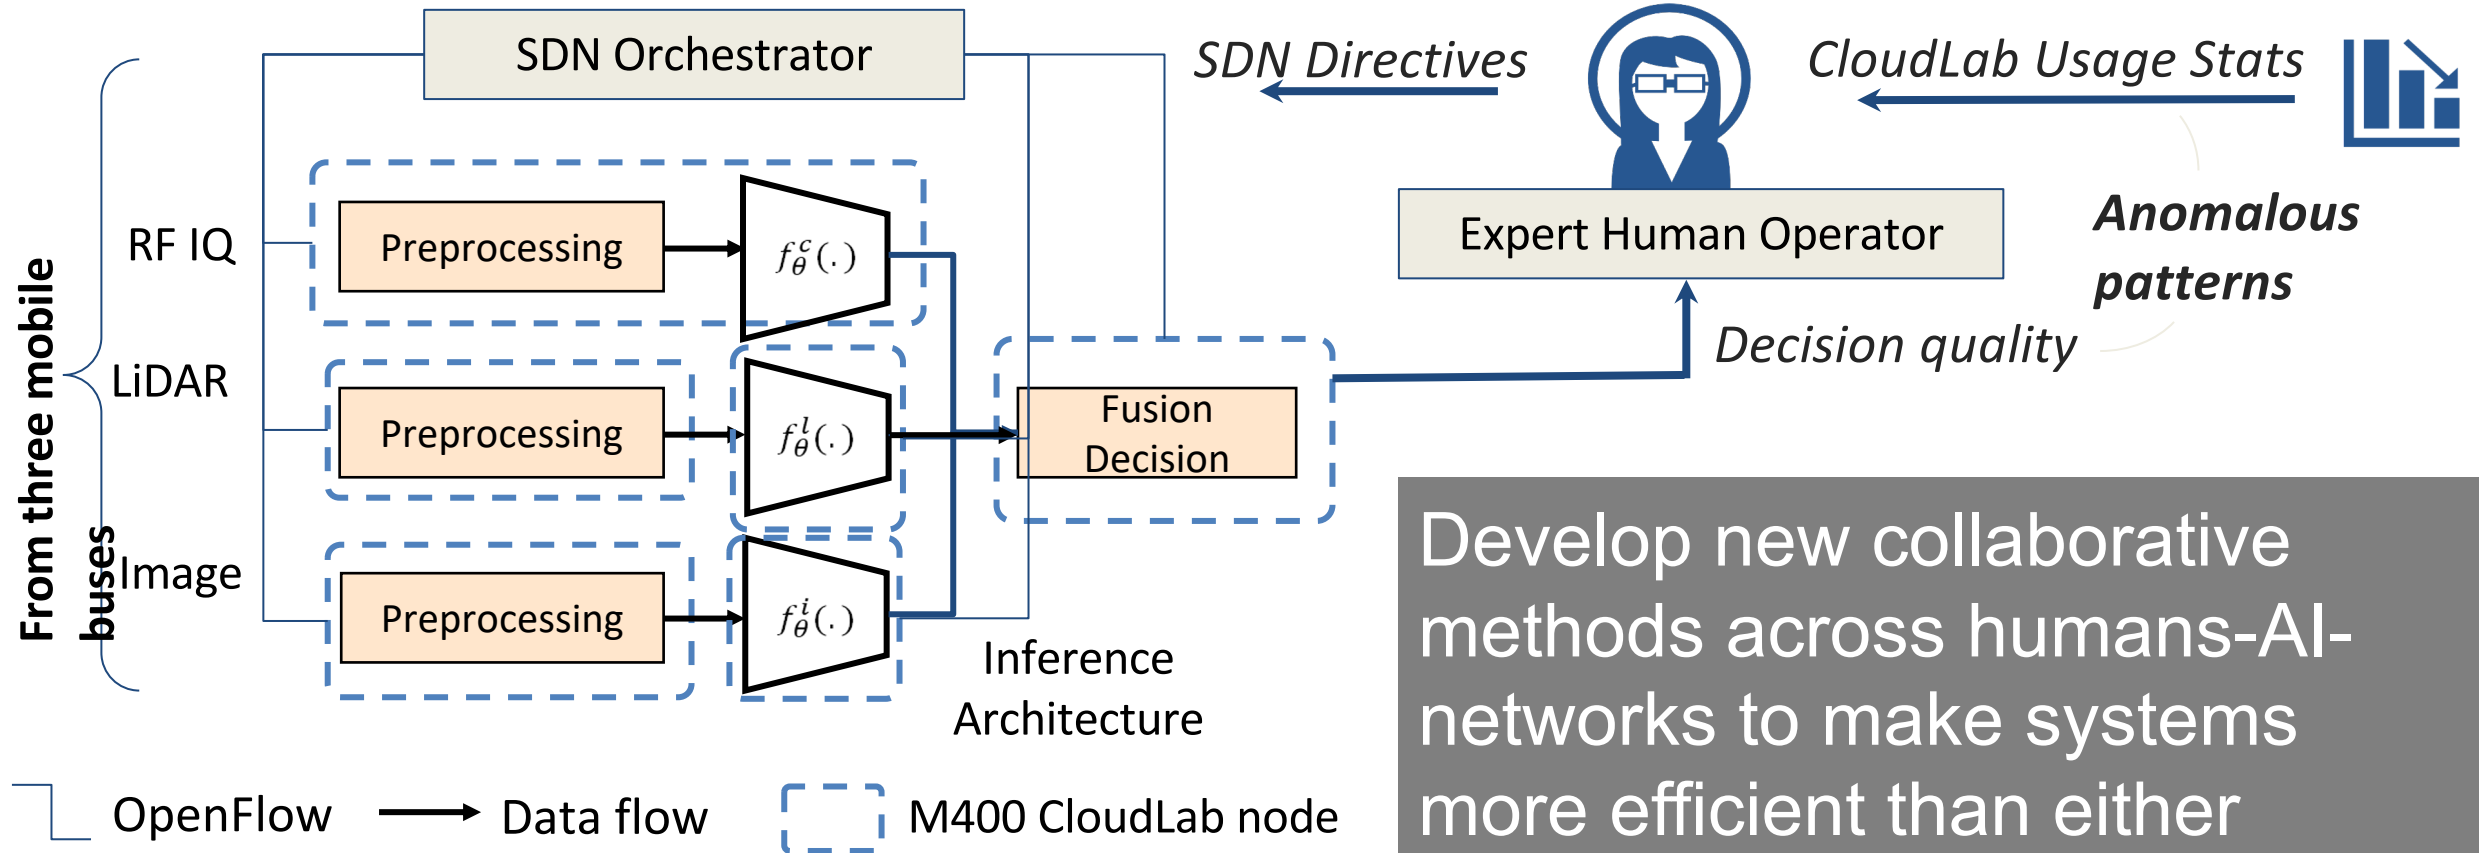 SDN Orchestrator
SDN Directives
CloudLab Usage Stats
From three mobile
buses
RF IQ
Preprocessing
f_θ^c(.)
Expert Human Operator
Anomalous
patterns
Decision quality
LiDAR
Preprocessing
f_θ^l(.)
Fusion
Decision
Image
Preprocessing
f_θ^i(.)
Inference
Architecture
Develop new collaborative
methods across humans-AI-
networks to make systems
more efficient than either
OpenFlow
Data flow
M400 CloudLab node